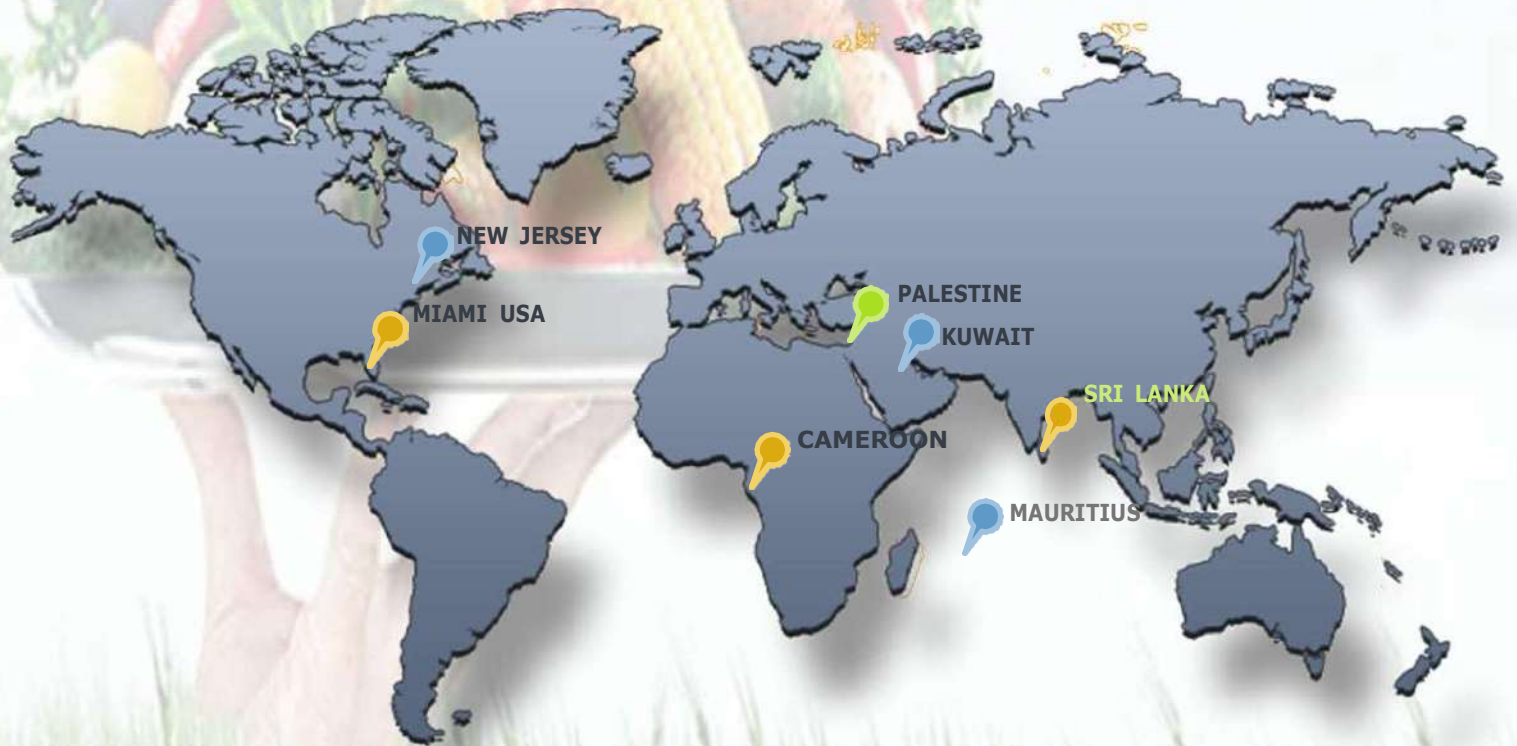 NEW JERSEY
PALESTINE
MIAMI USA
KUWAIT
SRI LANKA
CAMEROON
MAURITIUS